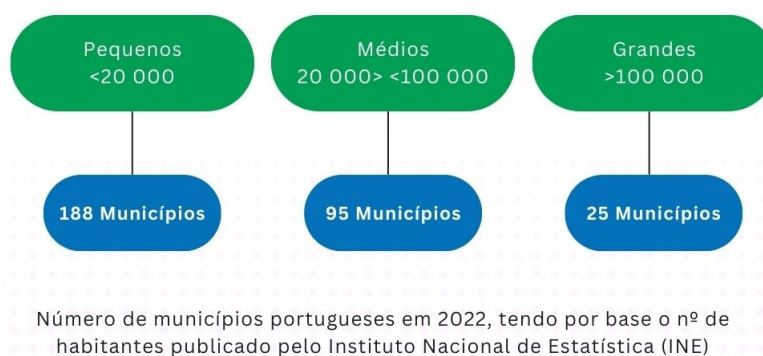 Pequenos
<20 000
Médios
20 000> <100 000
Grandes
>100 000
188 Municípios
95 Municípios
25 Municípios
Número de municípios portugueses em 2022, tendo por base o nº de
habitantes publicado pelo Instituto Nacional de Estatística (INE)